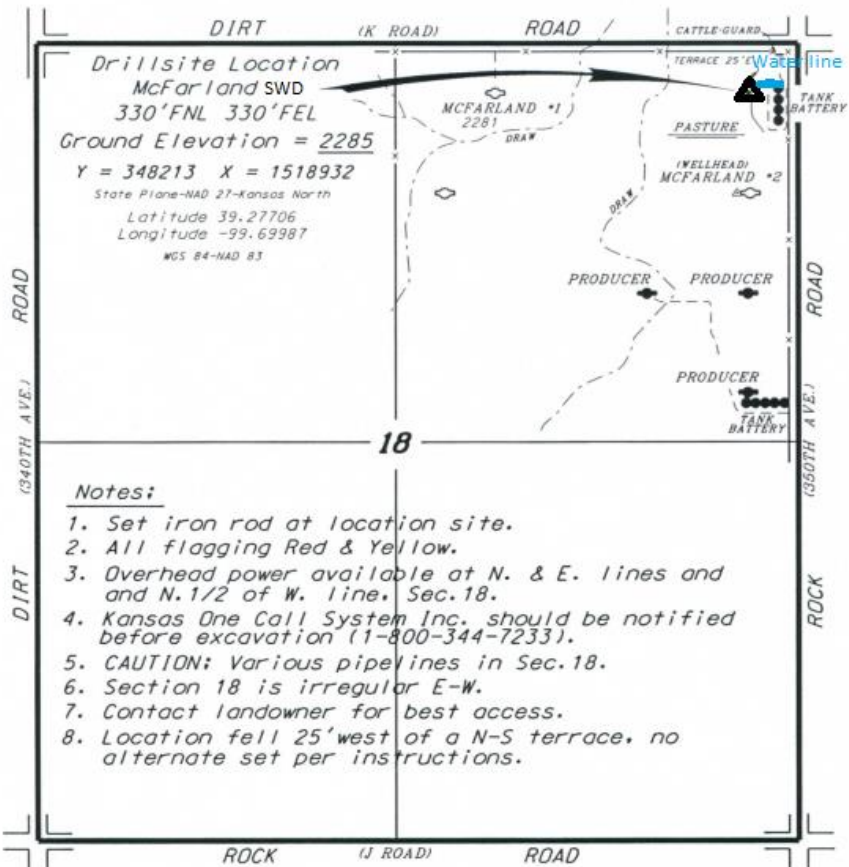 DIRT (K ROAD) ROAD
Drillsite Location
McFarland SWD
330'FNL 330'FEL
Ground Elevation = 2285
Y = 348213 X = 1518932
State Plane-NAD 27-Kansas North
Latitude 39.27706
Longitude -99.69987
WGS 84-NAD 83
CATTLE-GUARD
TERRACE 25'E
Water line
TANK
BATTERY
MCFARLAND #1
2281
DRAW
PASTURE
(WELLHEAD)
MCFARLAND #2
DRAW
PRODUCER PRODUCER
PRODUCER
TANK
BATTERY
ROAD
(340TH AVE.)
DIRT
ROAD
(350TH AVE.)
ROCK
18
Notes:
1. Set iron rod at location site.
2. All flagging Red & Yellow.
3. Overhead power available at N. & E. lines and
and N.1/2 of W. line. Sec.18.
4. Kansas One Call System Inc. should be notified
before excavation (1-800-344-7233).
5. CAUTION: Various pipelines in Sec.18.
6. Section 18 is irregular E-W.
7. Contact landowner for best access.
8. Location fell 25'west of a N-S terrace, no
alternate set per instructions.
ROCK (J ROAD) ROAD